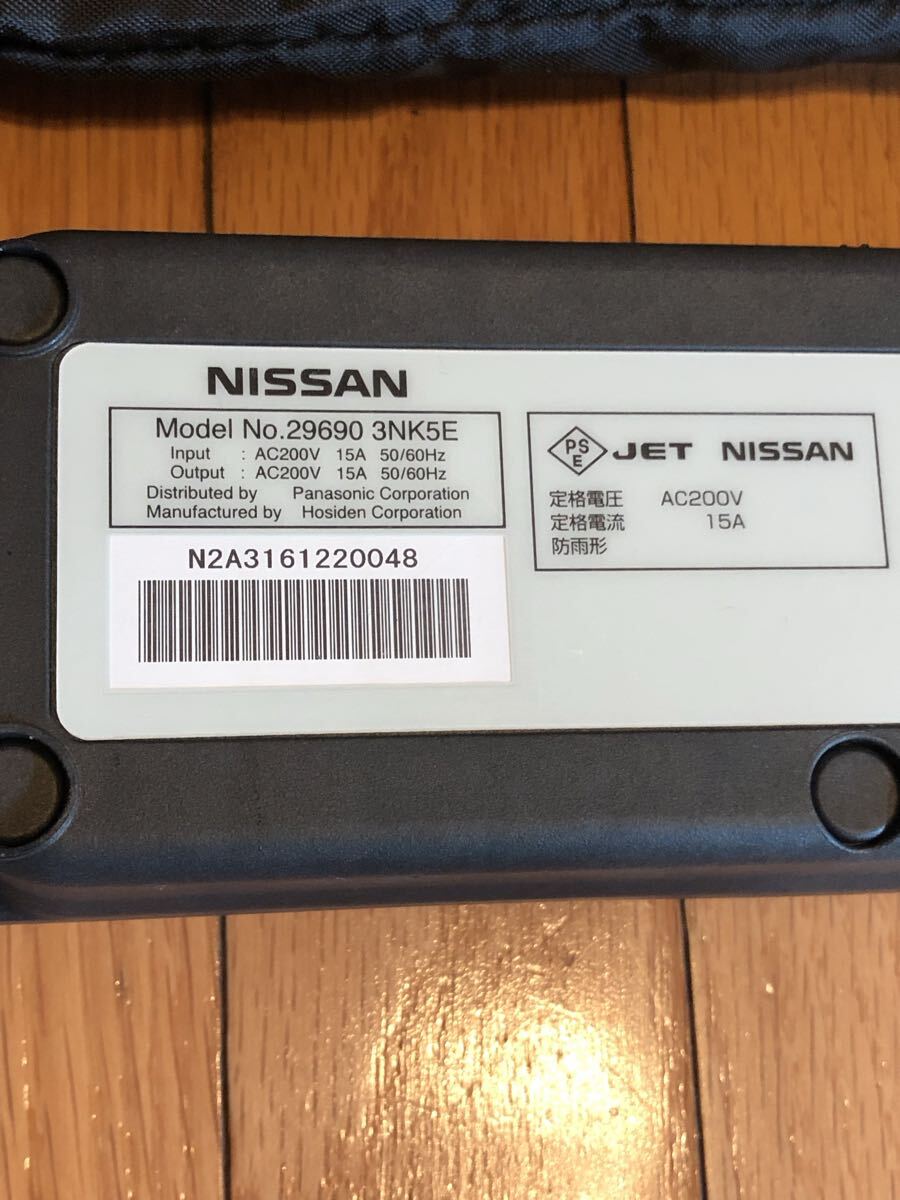 NISSAN
Model No.29690 3NK5E
Input : AC200V 15A 50/60Hz
Output : AC200V 15A 50/60Hz
Distributed by Panasonic Corporation
Manufactured by Hosiden Corporation
N2A3161220048
PS
E
JET NISSAN
定格電圧 AC200V
定格電流 15A
防雨形